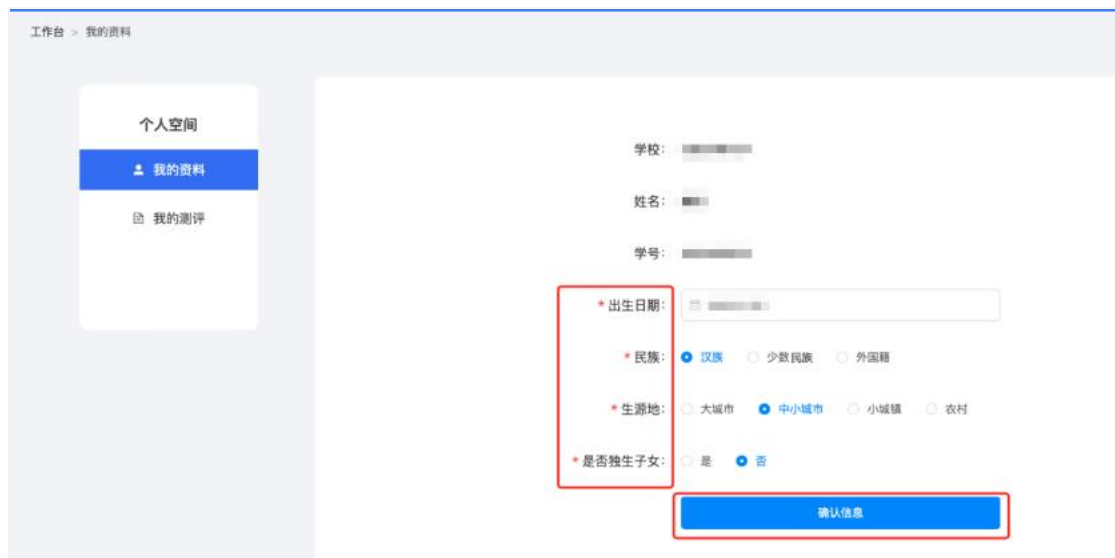 工作台 > 我的资料
个人空间
我的资料
我的测评
学校：
姓名：
学号：
* 出生日期：
* 民族： 汉族 少数民族 外国籍
* 生源地： 大城市 中小城市 小城镇 农村
* 是否独生子女： 是 否
确认信息